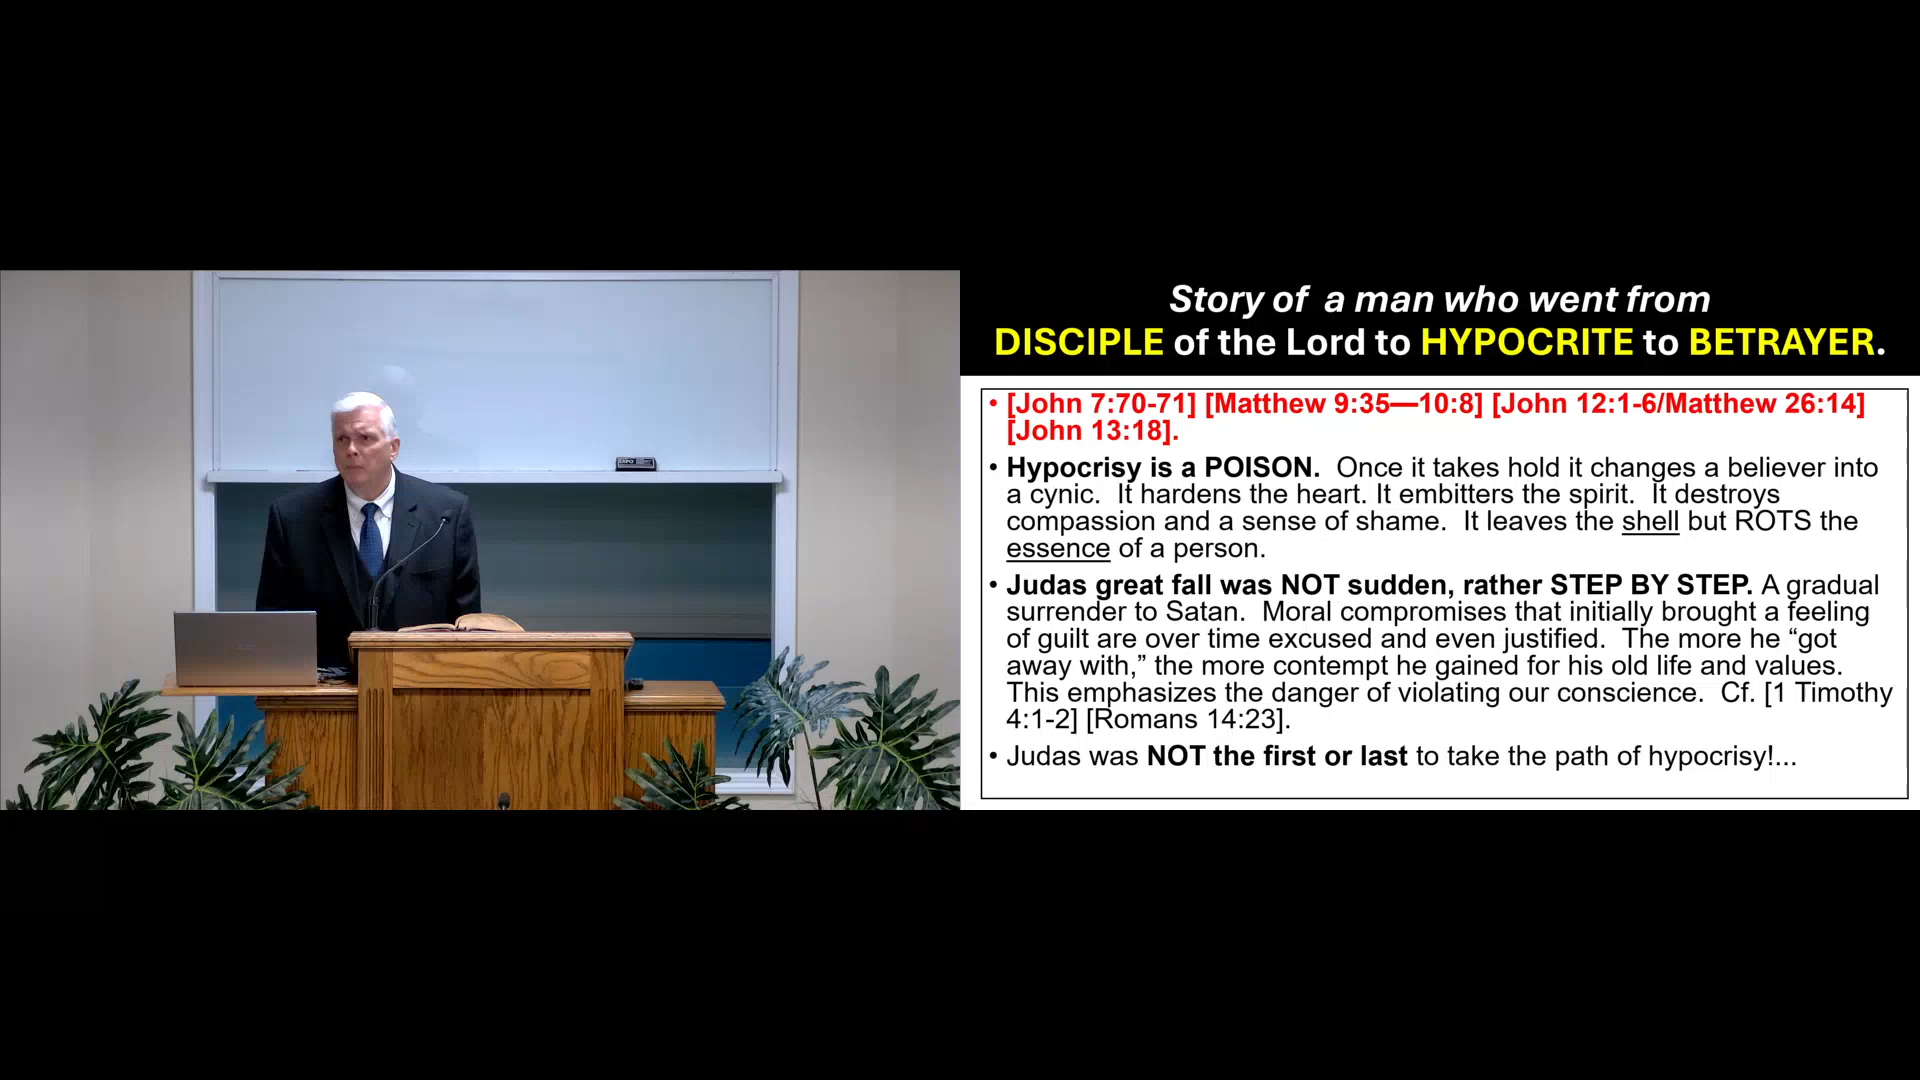 Story of a man who went from
DISCIPLE of the Lord to HYPOCRITE to BETRAYER.
• [John 7:70-71] [Matthew 9:35—10:8] [John 12:1-6/Matthew 26:14]
[John 13:18].
• Hypocrisy is a POISON. Once it takes hold it changes a believer into
a cynic. It hardens the heart. It embitters the spirit. It destroys
compassion and a sense of shame. It leaves the shell but ROTS the
essence of a person.
• Judas great fall was NOT sudden, rather STEP BY STEP. A gradual
surrender to Satan. Moral compromises that initially brought a feeling
of guilt are over time excused and even justified. The more he “got
away with,” the more contempt he gained for his old life and values.
This emphasizes the danger of violating our conscience. Cf. [1 Timothy
4:1-2] [Romans 14:23].
• Judas was NOT the first or last to take the path of hypocrisy!...
EXPO